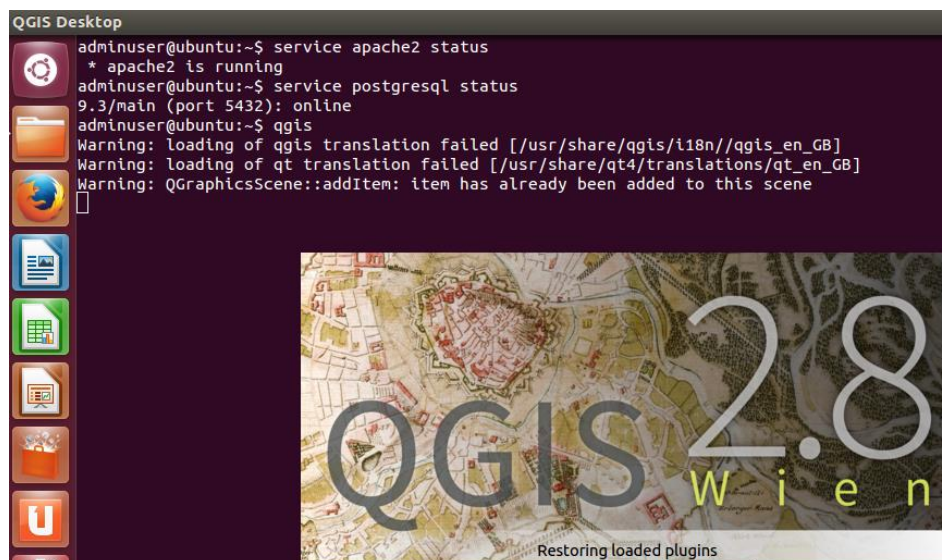 QGIS Desktop
adminuser@ubuntu:~$ service apache2 status
 * apache2 is running
adminuser@ubuntu:~$ service postgresql status
9.3/main (port 5432): online
adminuser@ubuntu:~$ qgis
Warning: loading of qgis translation failed [/usr/share/qgis/i18n//qgis_en_GB]
Warning: loading of qt translation failed [/usr/share/qt4/translations/qt_en_GB]
Warning: QGraphicsScene::addItem: item has already been added to this scene
2.8
QGIS
Wien
Restoring loaded plugins